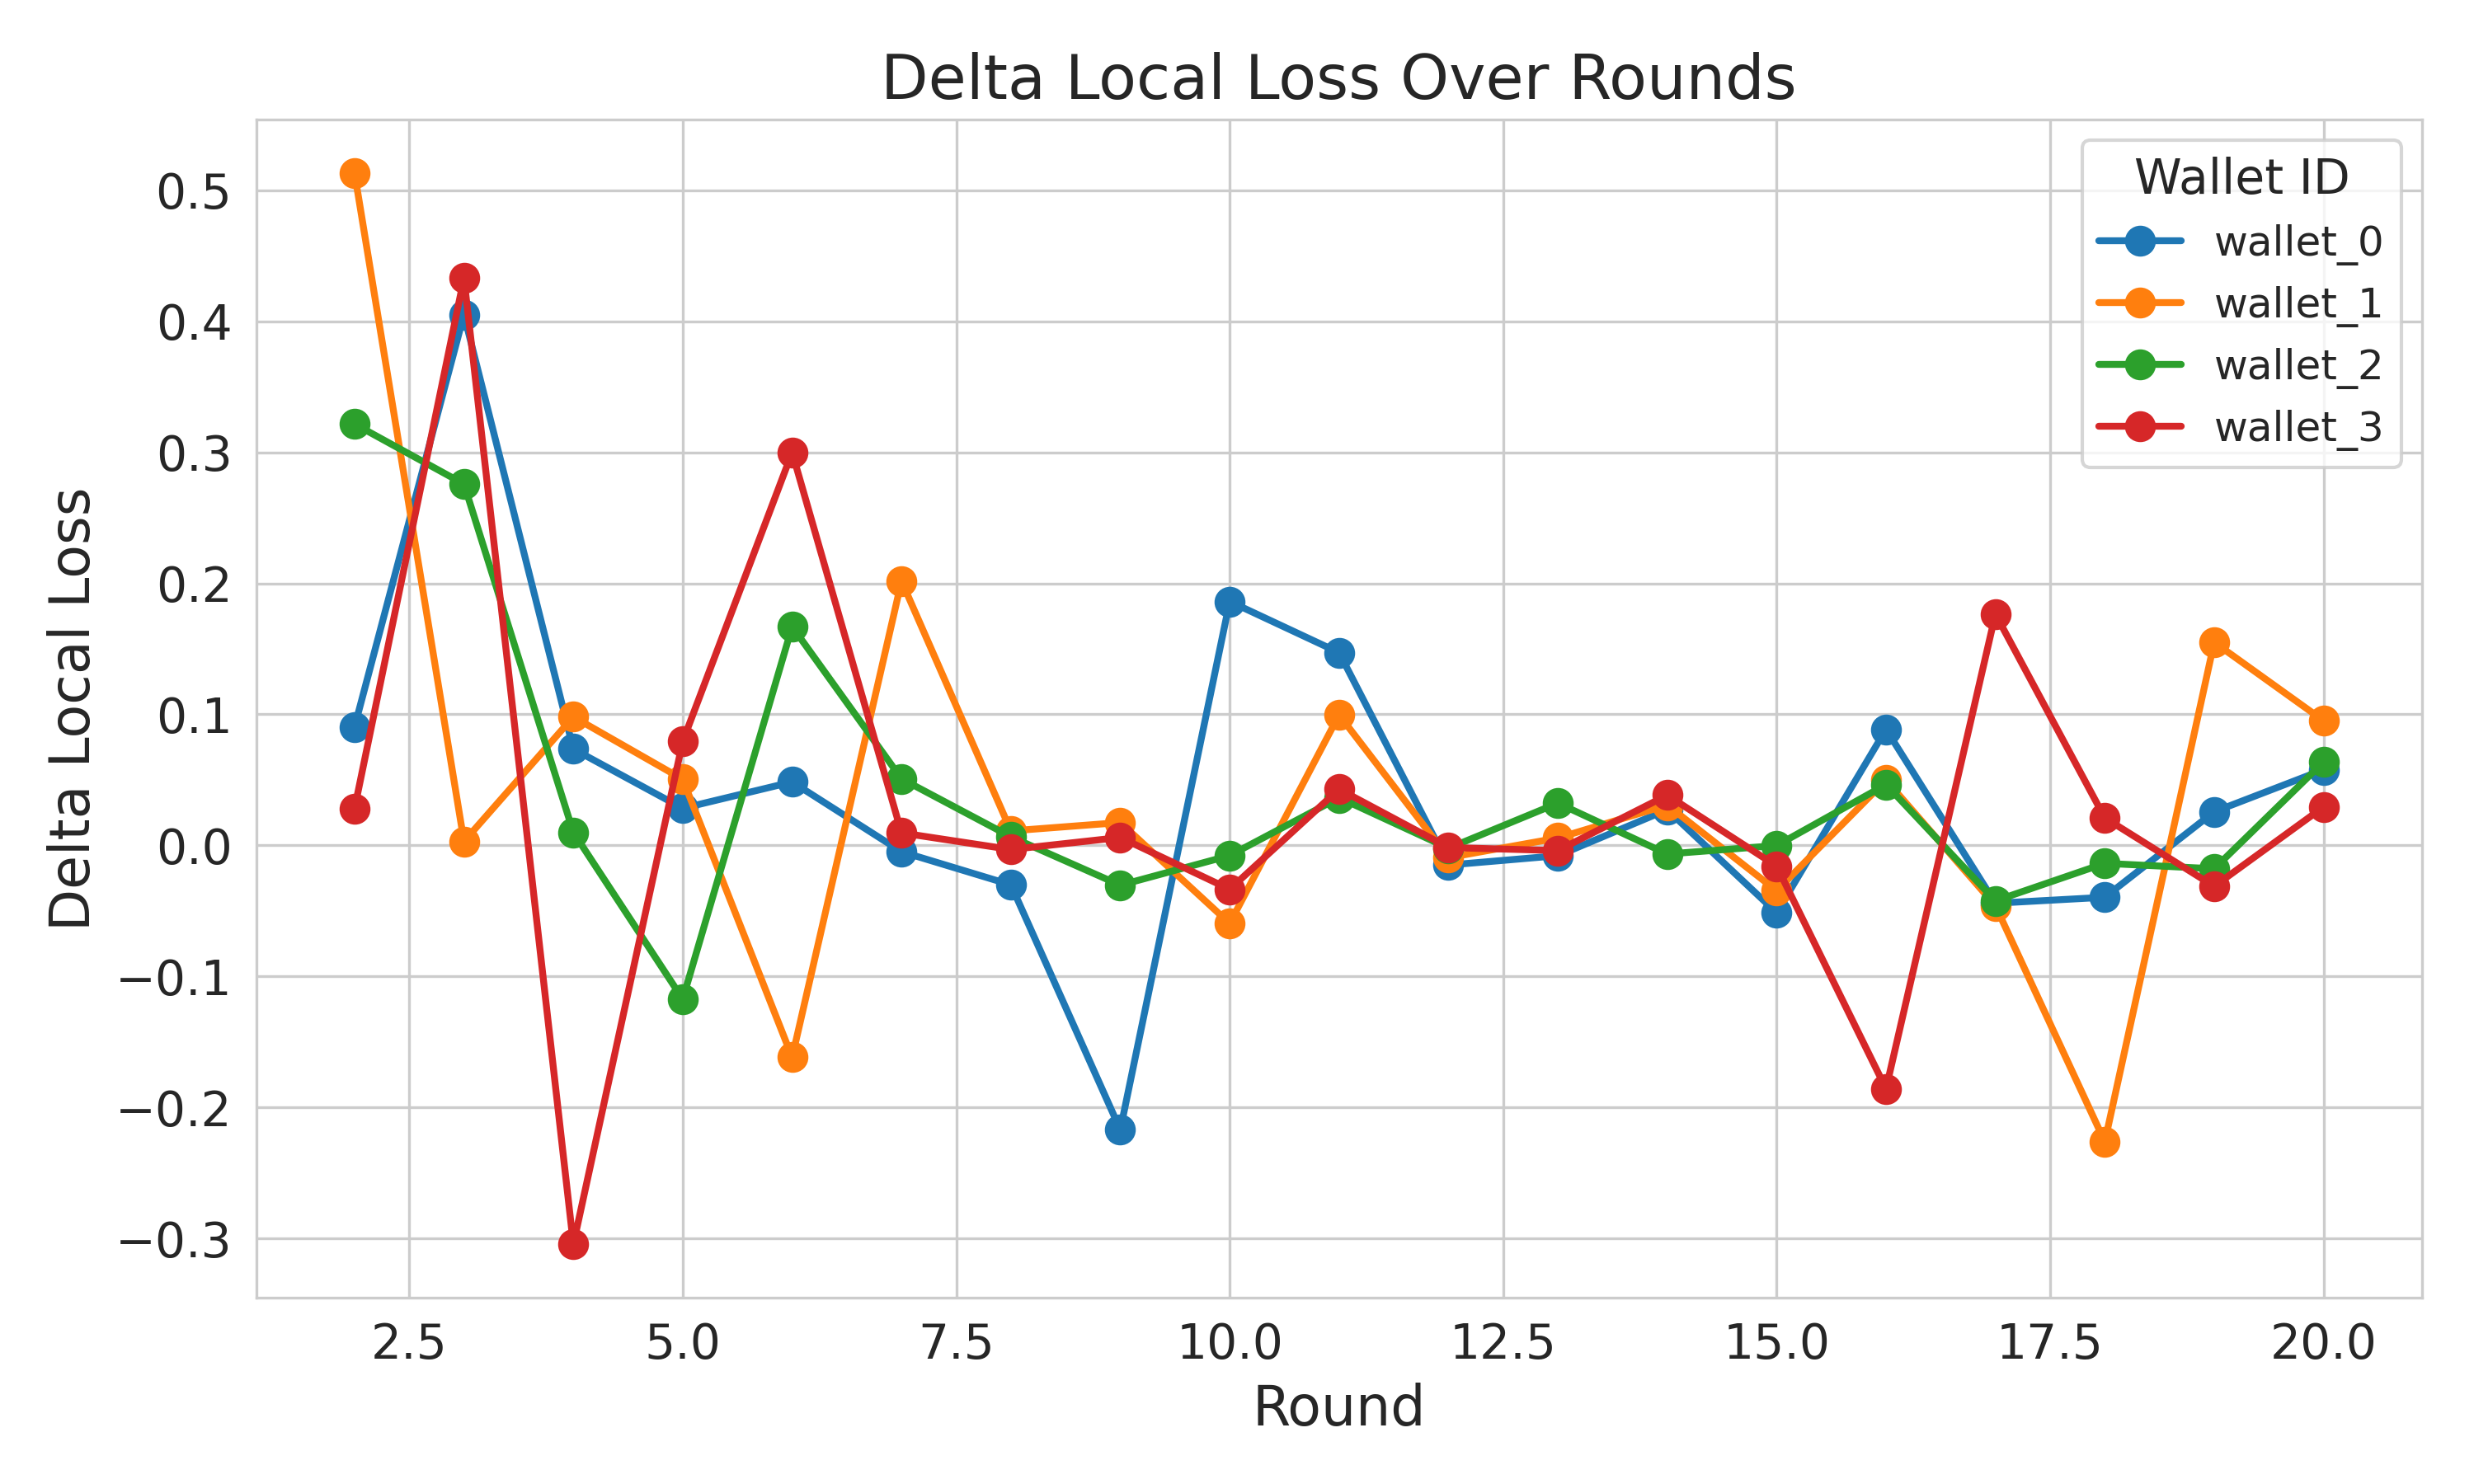 Delta Local Loss Over Rounds
Delta Local Loss
0.5
0.4
0.3
0.2
0.1
0.0
−0.1
−0.2
−0.3
Wallet ID
wallet_0
wallet_1
wallet_2
wallet_3
2.5 5.0 7.5 10.0 12.5 15.0 17.5 20.0
Round